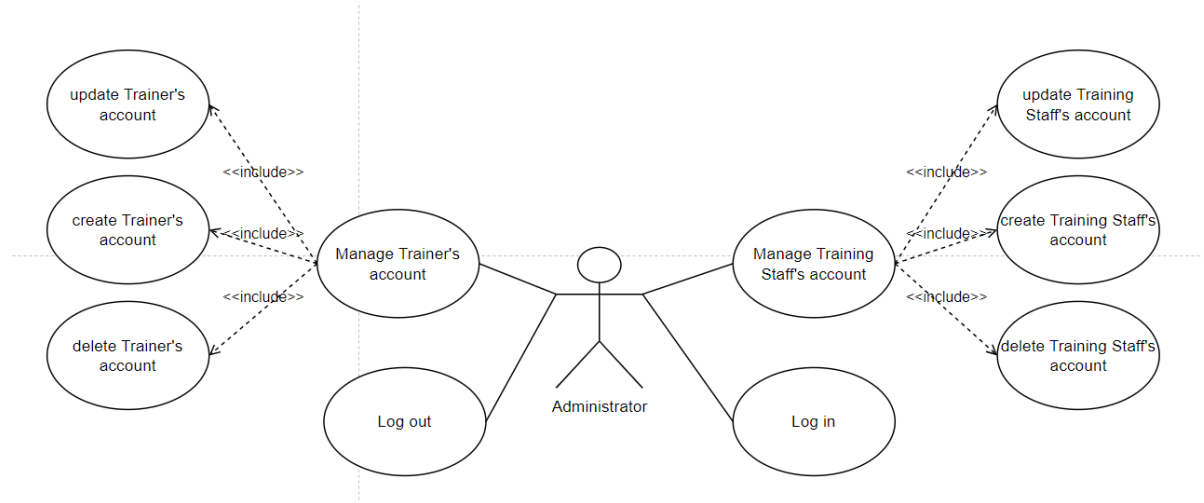 update Trainer's
account
<<include>>
create Trainer's
account
<<include>>
delete Trainer's
account
<<include>>
Manage Trainer's
account
Log out
Administrator
Manage Training
Staff's account
Log in
update Training
Staff's account
<<include>>
create Training Staff's
account
<<include>>
delete Training Staff's
account
<<include>>